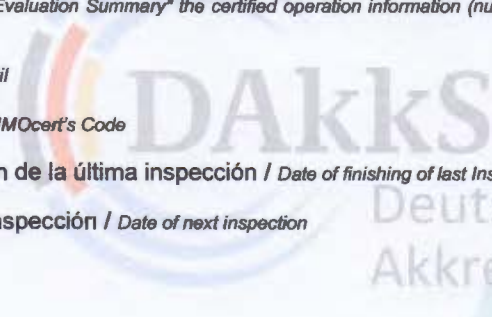 Evaluation Summary" the certified operation information (nu
il
IMOcert's Code
n de la última inspección / Date of finishing of last Ins
nspección / Date of next inspection
DAkkS
Deut
Akkre